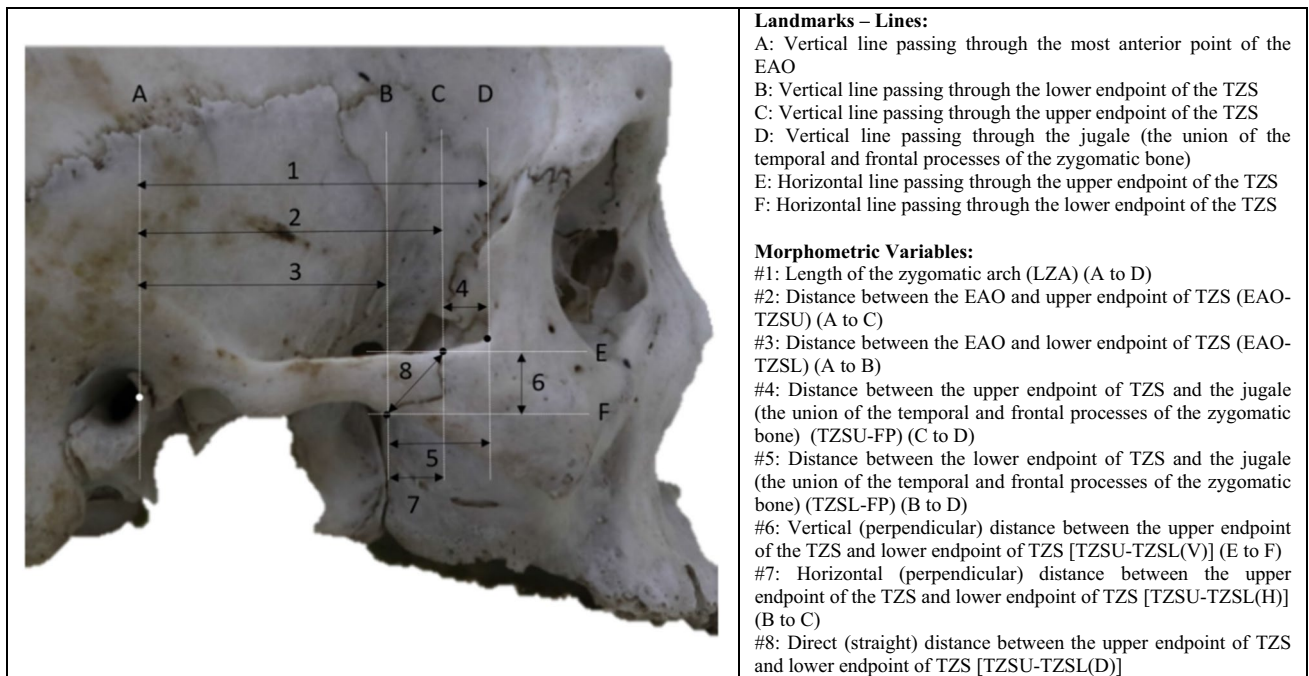 A
B
C
D
1
2
3
4
E
8
6
F
5
7
Landmarks – Lines:
A: Vertical line passing through the most anterior point of the
EAO
B: Vertical line passing through the lower endpoint of the TZS
C: Vertical line passing through the upper endpoint of the TZS
D: Vertical line passing through the jugale (the union of the
temporal and frontal processes of the zygomatic bone)
E: Horizontal line passing through the upper endpoint of the TZS
F: Horizontal line passing through the lower endpoint of the TZS
Morphometric Variables:
#1: Length of the zygomatic arch (LZA) (A to D)
#2: Distance between the EAO and upper endpoint of TZS (EAO-
TZSU) (A to C)
#3: Distance between the EAO and lower endpoint of TZS (EAO-
TZSL) (A to B)
#4: Distance between the upper endpoint of TZS and the jugale
(the union of the temporal and frontal processes of the zygomatic
bone) (TZSU-FP) (C to D)
#5: Distance between the lower endpoint of TZS and the jugale
(the union of the temporal and frontal processes of the zygomatic
bone) (TZSL-FP) (B to D)
#6: Vertical (perpendicular) distance between the upper endpoint
of the TZS and lower endpoint of TZS [TZSU-TZSL(V)] (E to F)
#7: Horizontal (perpendicular) distance between the upper
endpoint of the TZS and lower endpoint of TZS [TZSU-TZSL(H)]
(B to C)
#8: Direct (straight) distance between the upper endpoint of TZS
and lower endpoint of TZS [TZSU-TZSL(D)]